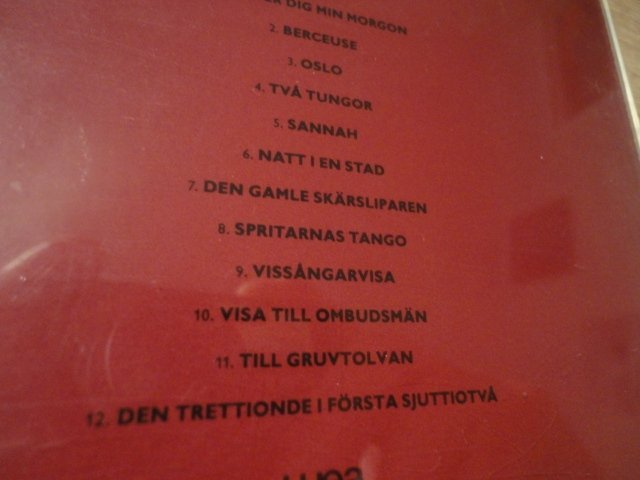 DIG MIN MORGON
2. BERCEUSE
3. OSLO
4. TVÅ TUNGOR
5. SANNAH
6. NATT I EN STAD
7. DEN GAMLE SKÄRSLIPAREN
8. SPRITARNAS TANGO
9. VISSÅNGARVISA
10. VISA TILL OMBUDSMÄN
11. TILL GRUVTOLVAN
12. DEN TRETTIONDE I FÖRSTA SJUTTIOTVÅ